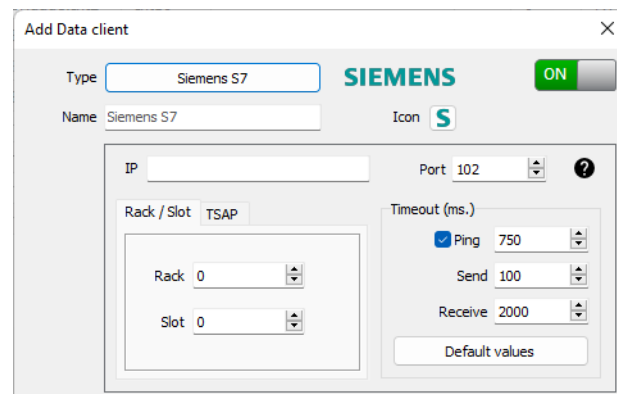 Add Data client
Type Siemens S7 SIEMENS ON
Name Siemens S7 Icon S
IP Port 102 ?
Rack / Slot TSAP Timeout (ms.)
Ping 750
Rack 0 Send 100
Slot 0 Receive 2000
Default values